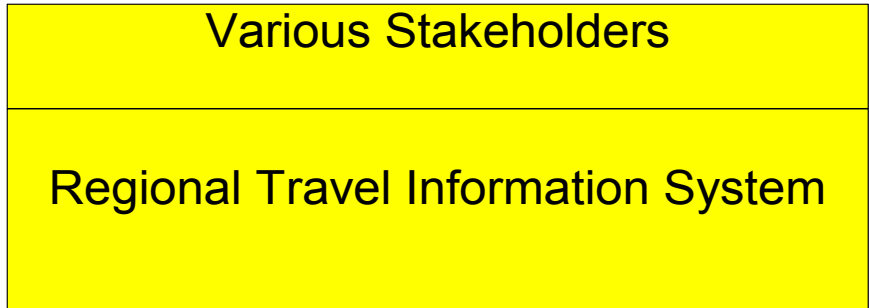 Various Stakeholders
Regional Travel Information System